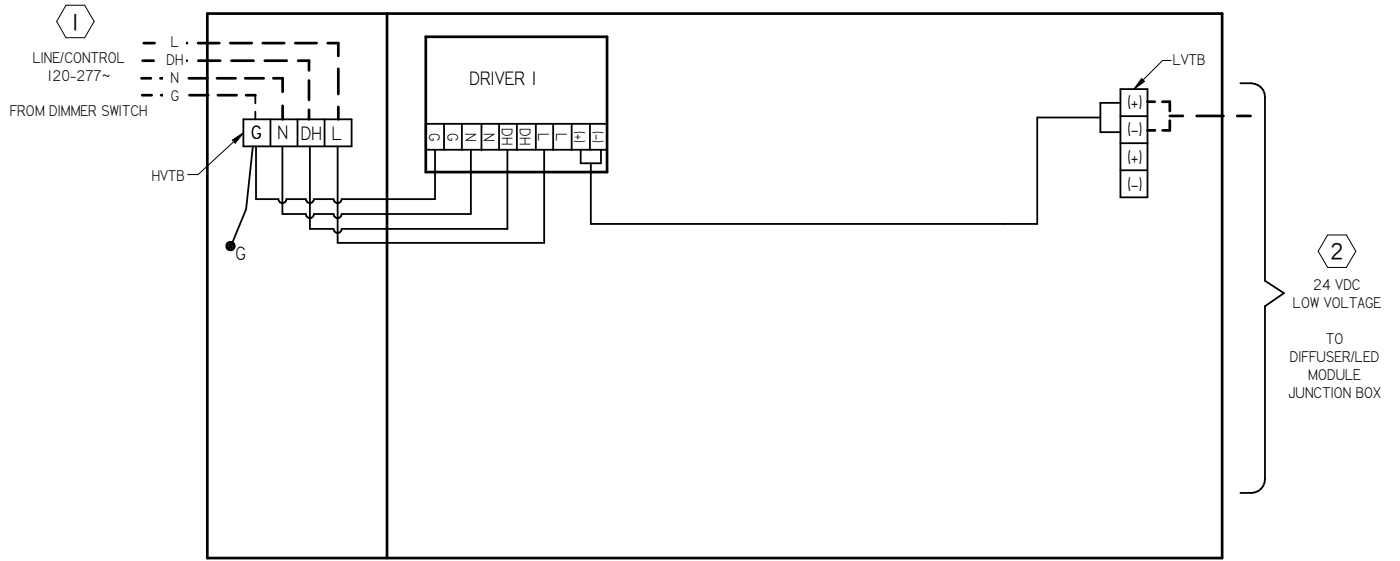 1
LINE/CONTROL
120-277~
FROM DIMMER SWITCH
L
DH
N
G
G N DH L
HVTB
G
DRIVER 1
G G N N DH DH L L (+) (-)
LVTB
(+)
(-)
(+)
(-)
2
24 VDC
LOW VOLTAGE
TO
DIFFUSER/LED
MODULE
JUNCTION BOX